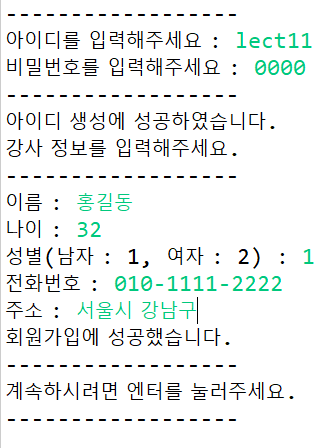 ------------------
아이디를 입력해주세요 : lect11
비밀번호를 입력해주세요 : 0000
------------------
아이디 생성에 성공하였습니다.
강사 정보를 입력해주세요.
------------------
이름 : 홍길동
나이 : 32
성별(남자 : 1, 여자 : 2) : 1
전화번호 : 010-1111-2222
주소 : 서울시 강남구
회원가입에 성공했습니다.
------------------
계속하시려면 엔터를 눌러주세요.
------------------